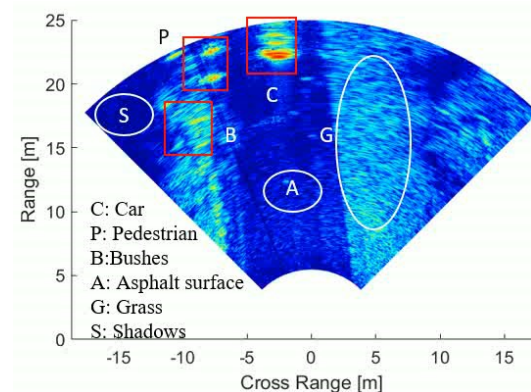 25
20
15
10
5
0
Range [m]
P
S
C
B
G
A
C: Car
P: Pedestrian
B:Bushes
A: Asphalt surface
G: Grass
S: Shadows
-15 -10 -5 0 5 10 15
Cross Range [m]